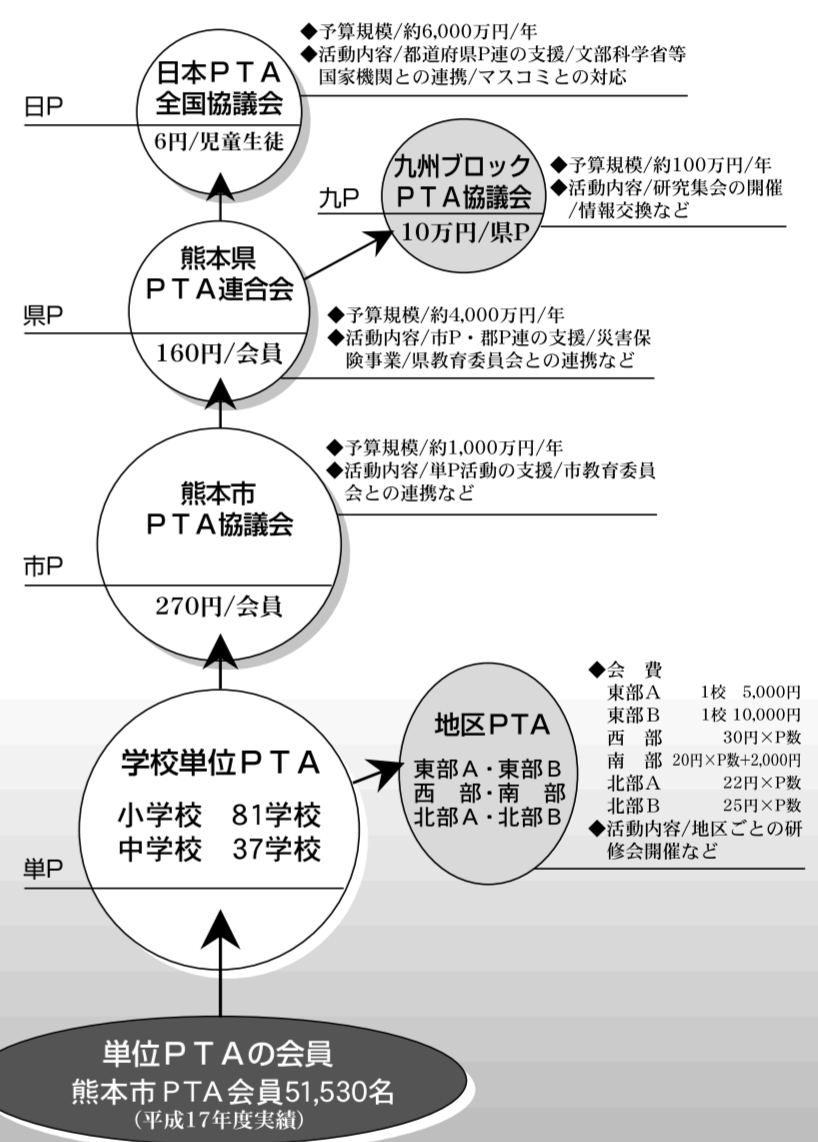 ◆予算規模/約6,000万円/年
◆活動内容/都道府県P連の支援/文部科学省等
国家機関との連携/マスコミとの対応
日本PTA
全国協議会
日P
6円/児童生徒
九州ブロック
PTA協議会
九P
10万円/県P
◆予算規模/約100万円/年
◆活動内容/研究集会の開催
/情報交換など
熊本県
PTA連合会
県P
160円/会員
◆予算規模/約4,000万円/年
◆活動内容/市P・郡P連の支援/災害保
険事業/県教育委員会との連携など
◆予算規模/約1,000万円/年
◆活動内容/単P活動の支援/市教育委員
会との連携など
熊本市
PTA協議会
市P
270円/会員
学校単位PTA
小学校 81学校
中学校 37学校
単P
地区PTA
東部A・東部B
西 部・南 部
北部A・北部B
◆会 費
東部A 1校 5,000円
東部B 1校 10,000円
西 部 30円×P数
南 部 20円×P数+2,000円
北部A 22円×P数
北部B 25円×P数
◆活動内容/地区ごとの研
修会開催など
単位PTAの会員
熊本市PTA会員51,530名
(平成17年度実績)